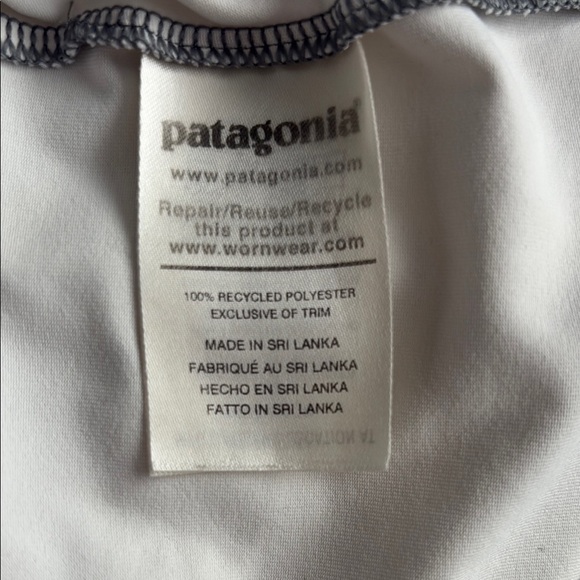 patagonia®
www.patagonia.com
Repair/Reuse/Recycle
this product at
www.wornwear.com
100% RECYCLED POLYESTER
EXCLUSIVE OF TRIM
MADE IN SRI LANKA
FABRIQUÉ AU SRI LANKA
HECHO EN SRI LANKA
FATTO IN SRI LANKA